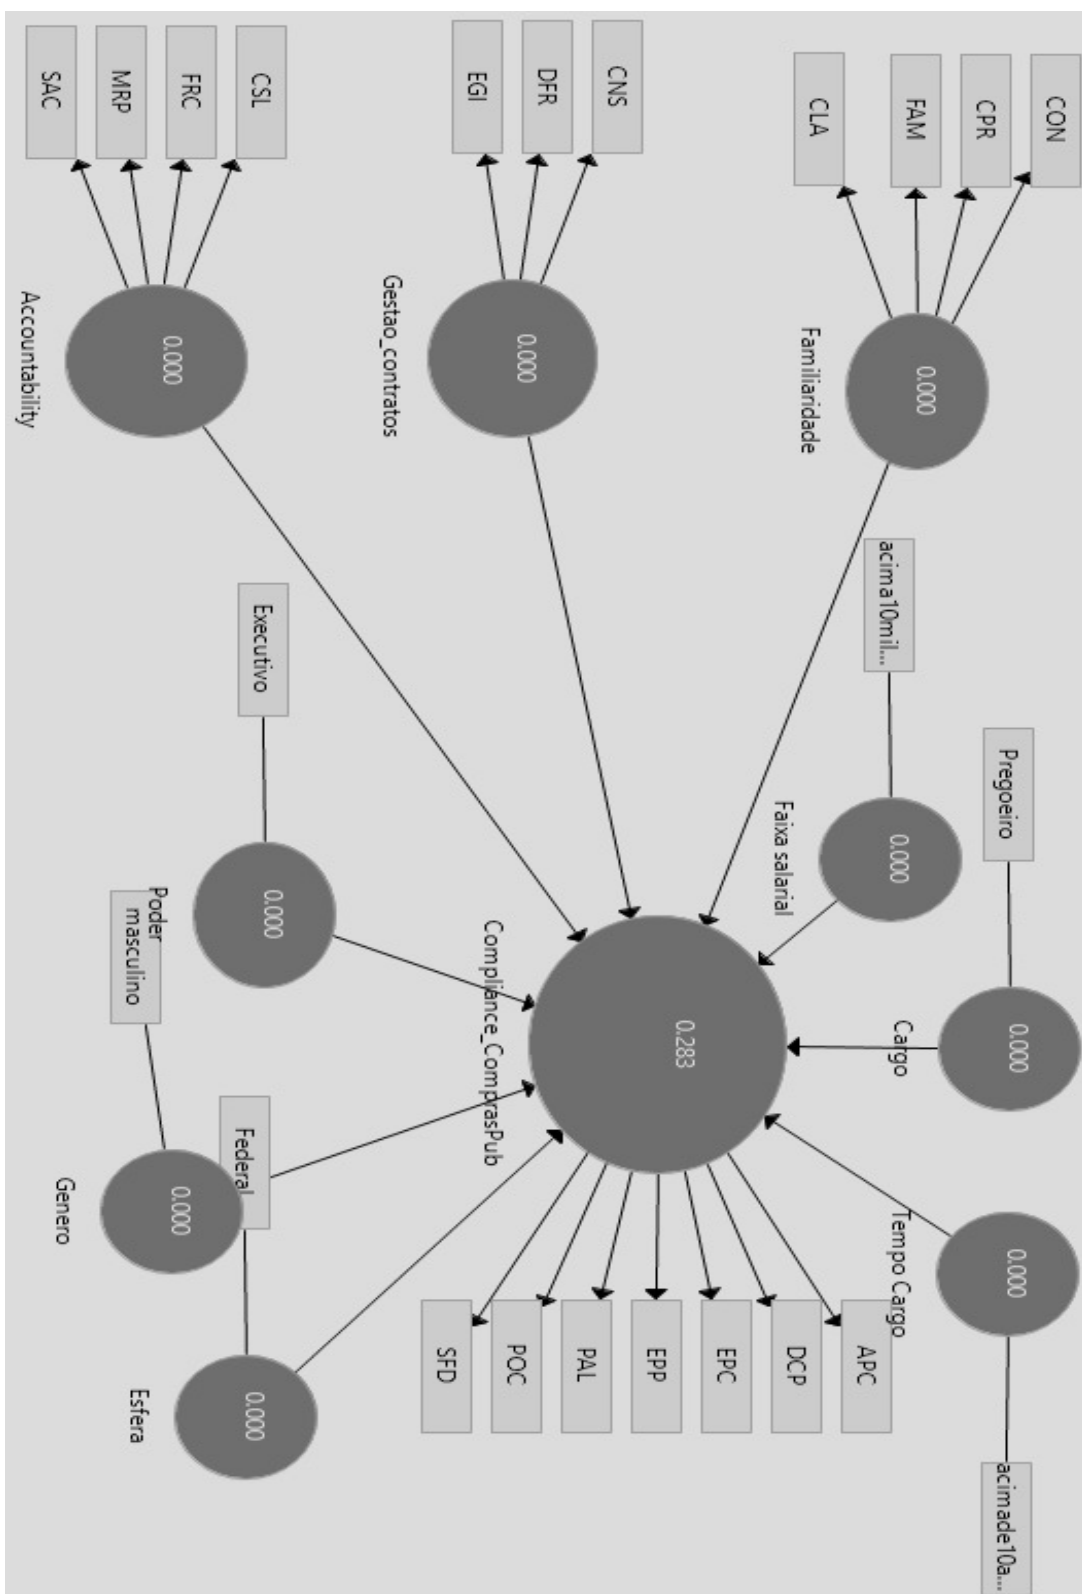 CON
CPR
FAM
CLA
0.000
Familiaridade
acima10mil...
0.000
Faixa salarial
Pregoeiro
0.000
Cargo
0.000
Tempo Cargo
acimade10a...
CNS
DFR
EGI
0.000
Gestao_contratos
0.283
Compliance_ComprasPub
APC
DCP
EPC
EPP
PAL
POC
SFD
CSL
FRC
MRP
SAC
0.000
Accountability
Executivo
0.000
Poder
masculino
0.000
Genero
Federal
0.000
Esfera